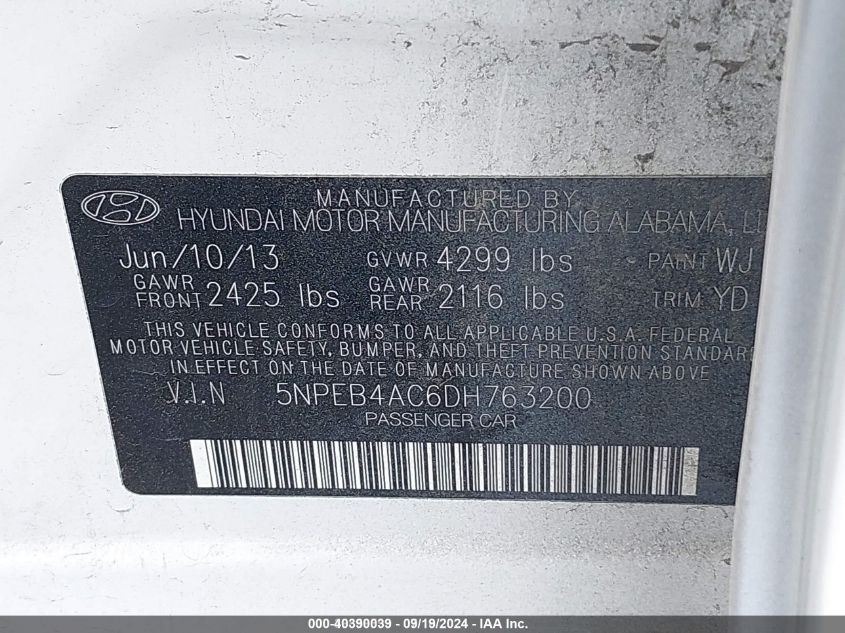 MANUFACTURED BY
HYUNDAI MOTOR MANUFACTURING ALABAMA,
Jun/10/13 GVWR 4299 lbs PAINT WJ
GAWR FRONT 2425 lbs GAWR REAR 2116 lbs TRIM YD
THIS VEHICLE CONFORMS TO ALL APPLICABLE U.S.A. FEDERAL
MOTOR VEHICLE SAFETY, BUMPER, AND THEFT PREVENTION STANDARD
IN EFFECT ON THE DATE OF MANUFACTURE SHOWN ABOVE
V.I.N 5NPEB4AC6DH763200
PASSENGER CAR
000-40390039 - 09/19/2024 - IAA Inc.